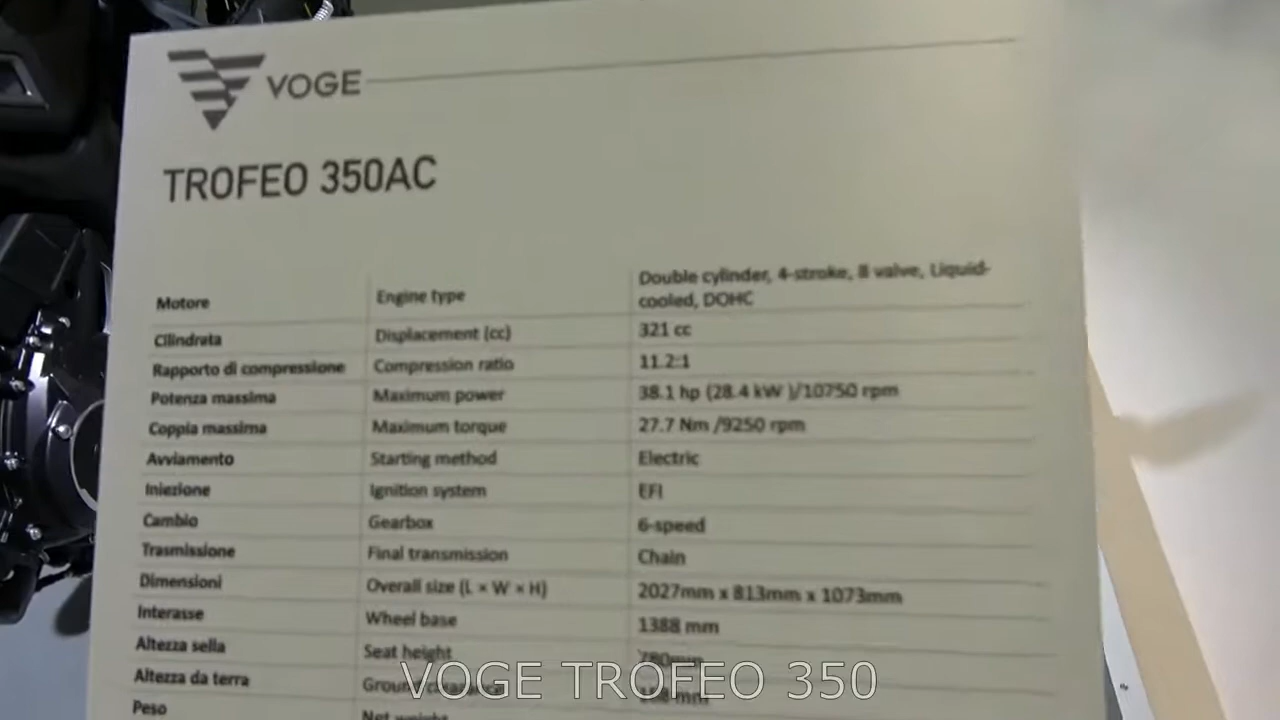 VOGE
TROFEO 350AC
Motore Engine type Double cylinder, 4-stroke, 8 valve, Liquid-
cooled, DOHC
Cilindrata Displacement (cc) 321 cc
Rapporto di compressione Compression ratio 11.2:1
Potenza massima Maximum power 38.1 hp (28.4 kW )/10750 rpm
Coppia massima Maximum torque 27.7 Nm /9250 rpm
Avviamento Starting method Electric
Iniezione Ignition system EFI
Cambio Gearbox 6-speed
Trasmissione Final transmission Chain
Dimensioni Overall size (L × W × H) 2027mm x 813mm x 1073mm
Interasse Wheel base 1388 mm
Altezza sella Seat height
Altezza da terra Ground
Peso Net weight
VOGE TROFEO 350